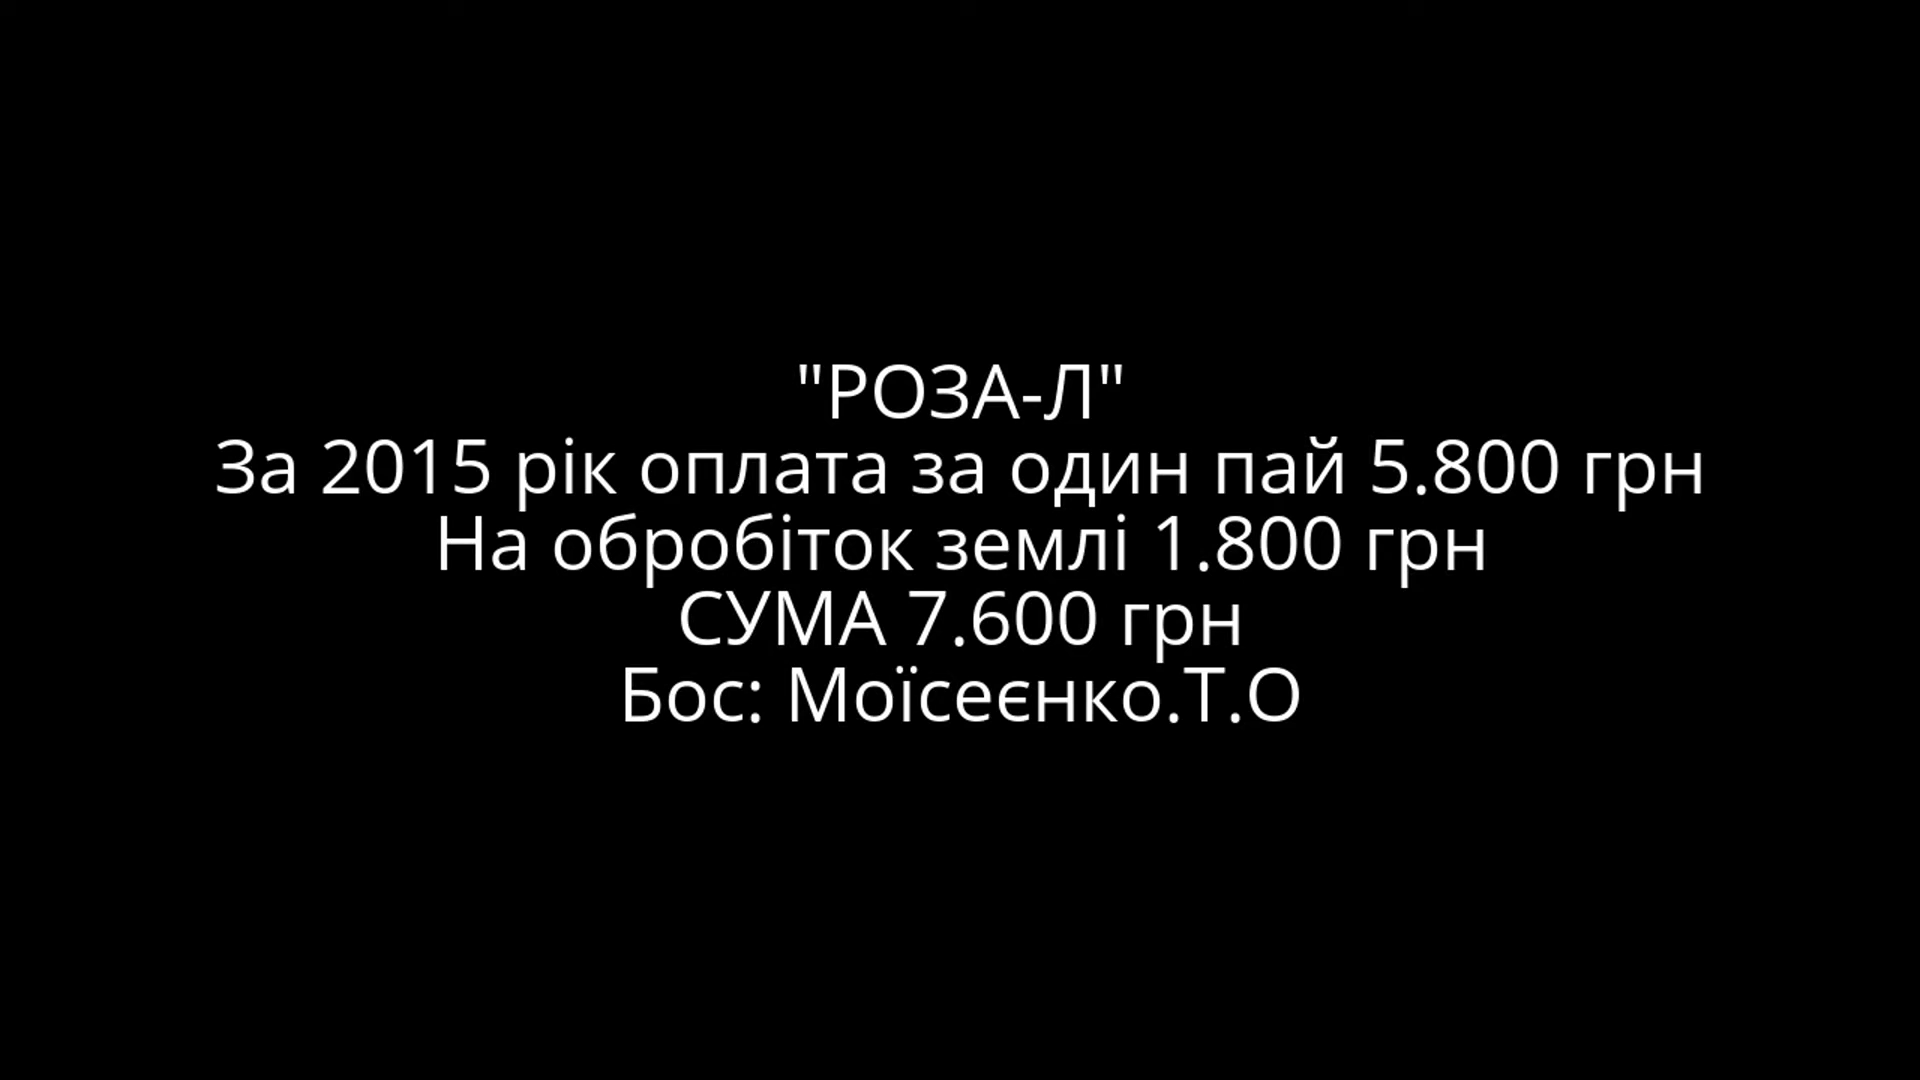 "РОЗА-Л"
За 2015 рік оплата за один пай 5.800 грн
На обробіток землі 1.800 грн
СУМА 7.600 грн
Бос: Моїсеєнко.Т.О